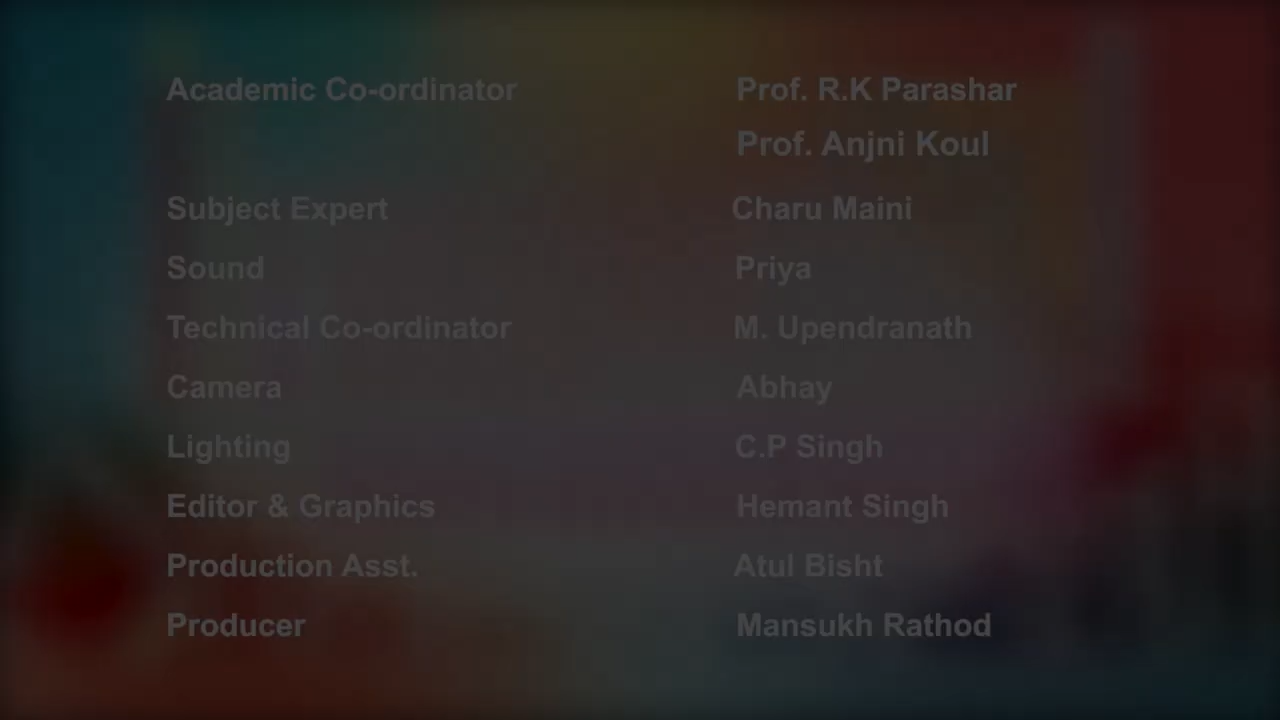 Academic Co-ordinator Prof. R.K Parashar
Prof. Anjni Koul
Subject Expert Charu Maini
Sound Priya
Technical Co-ordinator M. Upendranath
Camera Abhay
Lighting C.P Singh
Editor & Graphics Hemant Singh
Production Asst. Atul Bisht
Producer Mansukh Rathod